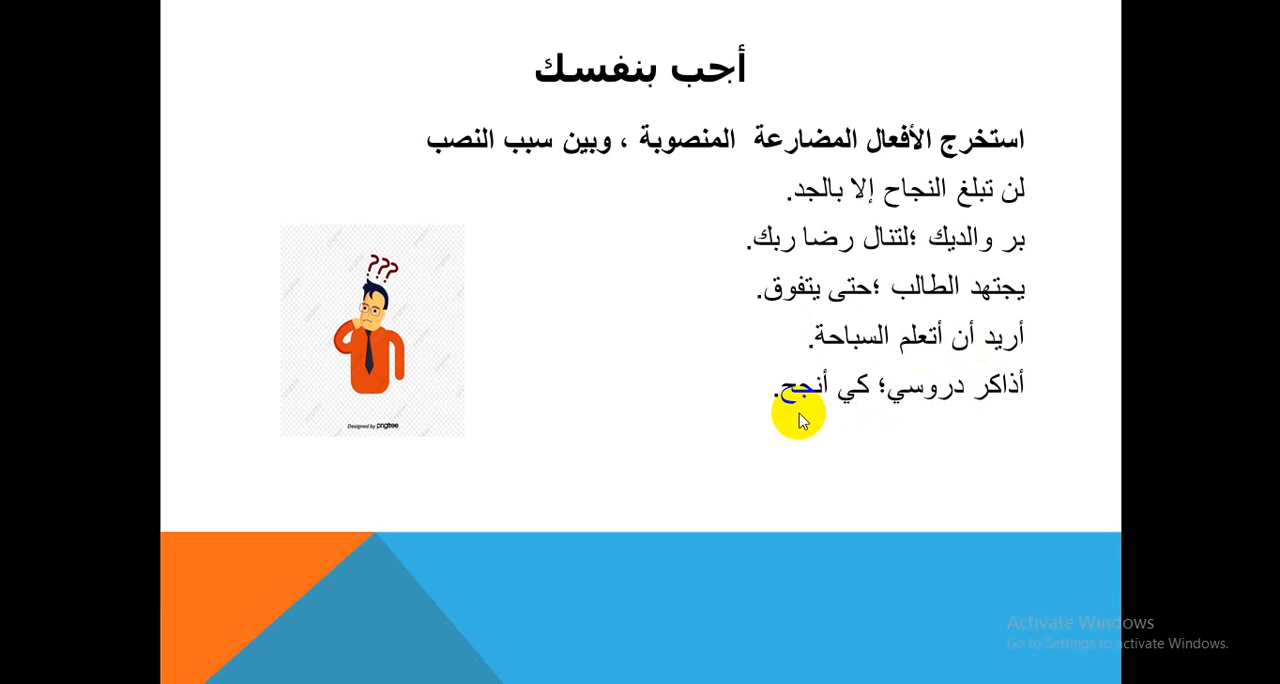 أجب بنفسك
استخرج الأفعال المضارعة المنصوبة ، وبين سبب النصب
لن تبلغ النجاح إلا بالجد.
بر والديك ؛لتنال رضا ربك.
يجتهد الطالب ؛حتى يتفوق.
أريد أن أتعلم السباحة.
أذاكر دروسي؛ كي أنجح.
???
Designed by pngtree
Activate Windows
Go to Settings to activate Windows.